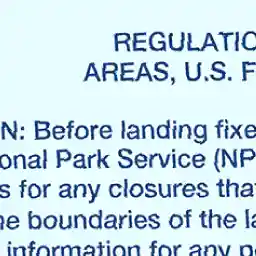 REGULATIO
AREAS, U.S. F
N: Before landing fixe
onal Park Service (NP
s for any closures that
he boundaries of the la
information for any p